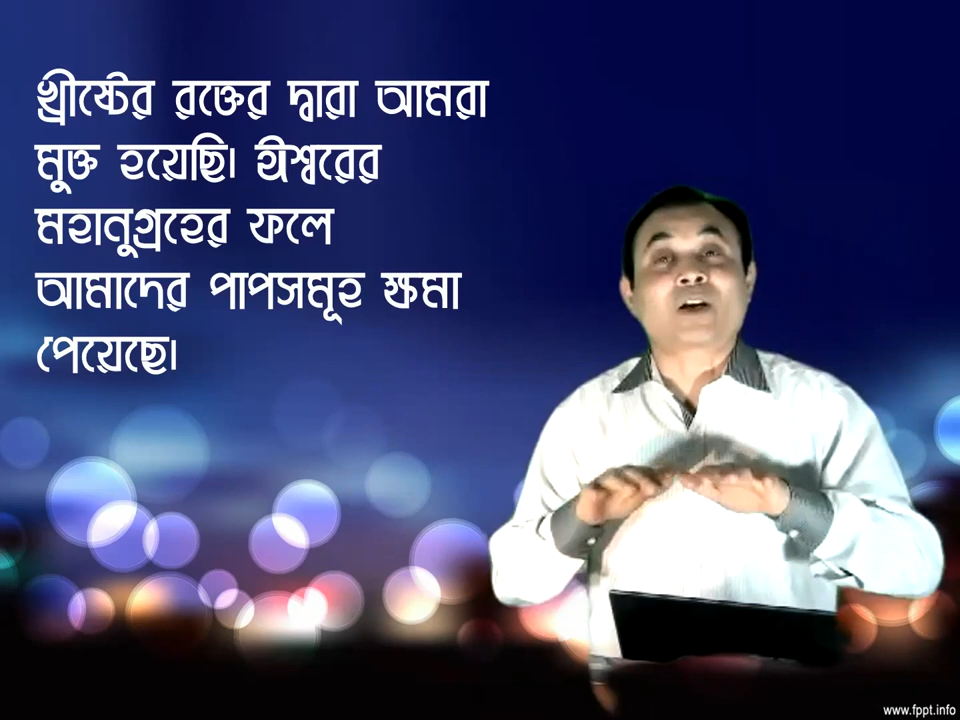 খ্রীষ্টের রক্তের দ্বারা আমরা
মুক্ত হয়েছি। ঈশ্বরের
মহানুগ্রহের ফলে
আমাদের পাপসমূহ ক্ষমা
পেয়েছে।
www.fppt.info